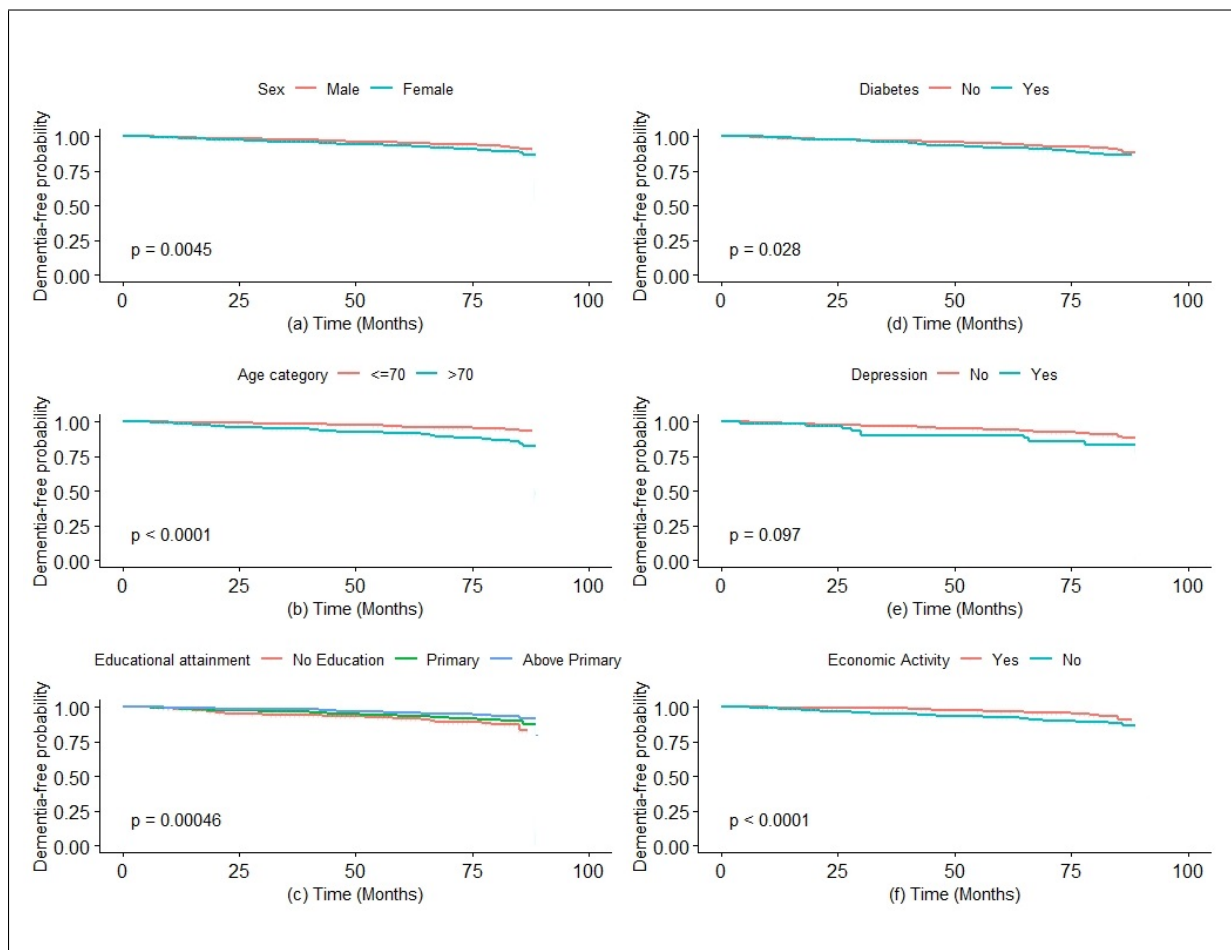 Sex Male Female
Dementia-free probability
1.00
0.75
0.50
0.25
0.00
p = 0.0045
0 25 50 75 100
(a) Time (Months)
Diabetes No Yes
Dementia-free probability
1.00
0.75
0.50
0.25
0.00
p = 0.028
0 25 50 75 100
(d) Time (Months)
Age category <=70 >70
Dementia-free probability
1.00
0.75
0.50
0.25
0.00
p < 0.0001
0 25 50 75 100
(b) Time (Months)
Depression No Yes
Dementia-free probability
1.00
0.75
0.50
0.25
0.00
p = 0.097
0 25 50 75 100
(e) Time (Months)
Educational attainment No Education Primary Above Primary
Dementia-free probability
1.00
0.75
0.50
0.25
0.00
p = 0.00046
0 25 50 75 100
(c) Time (Months)
Economic Activity Yes No
Dementia-free probability
1.00
0.75
0.50
0.25
0.00
p < 0.0001
0 25 50 75 100
(f) Time (Months)